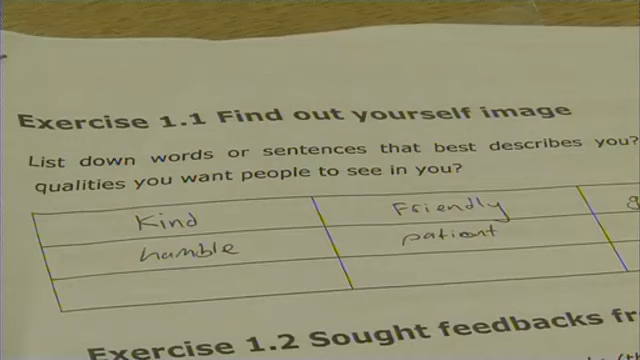 Exercise 1.1 Find out yourself image
List down words or sentences that best describes you?
qualities you want people to see in you?
Kind Friendly
humble patient
Exercise 1.2 Sought feedbacks